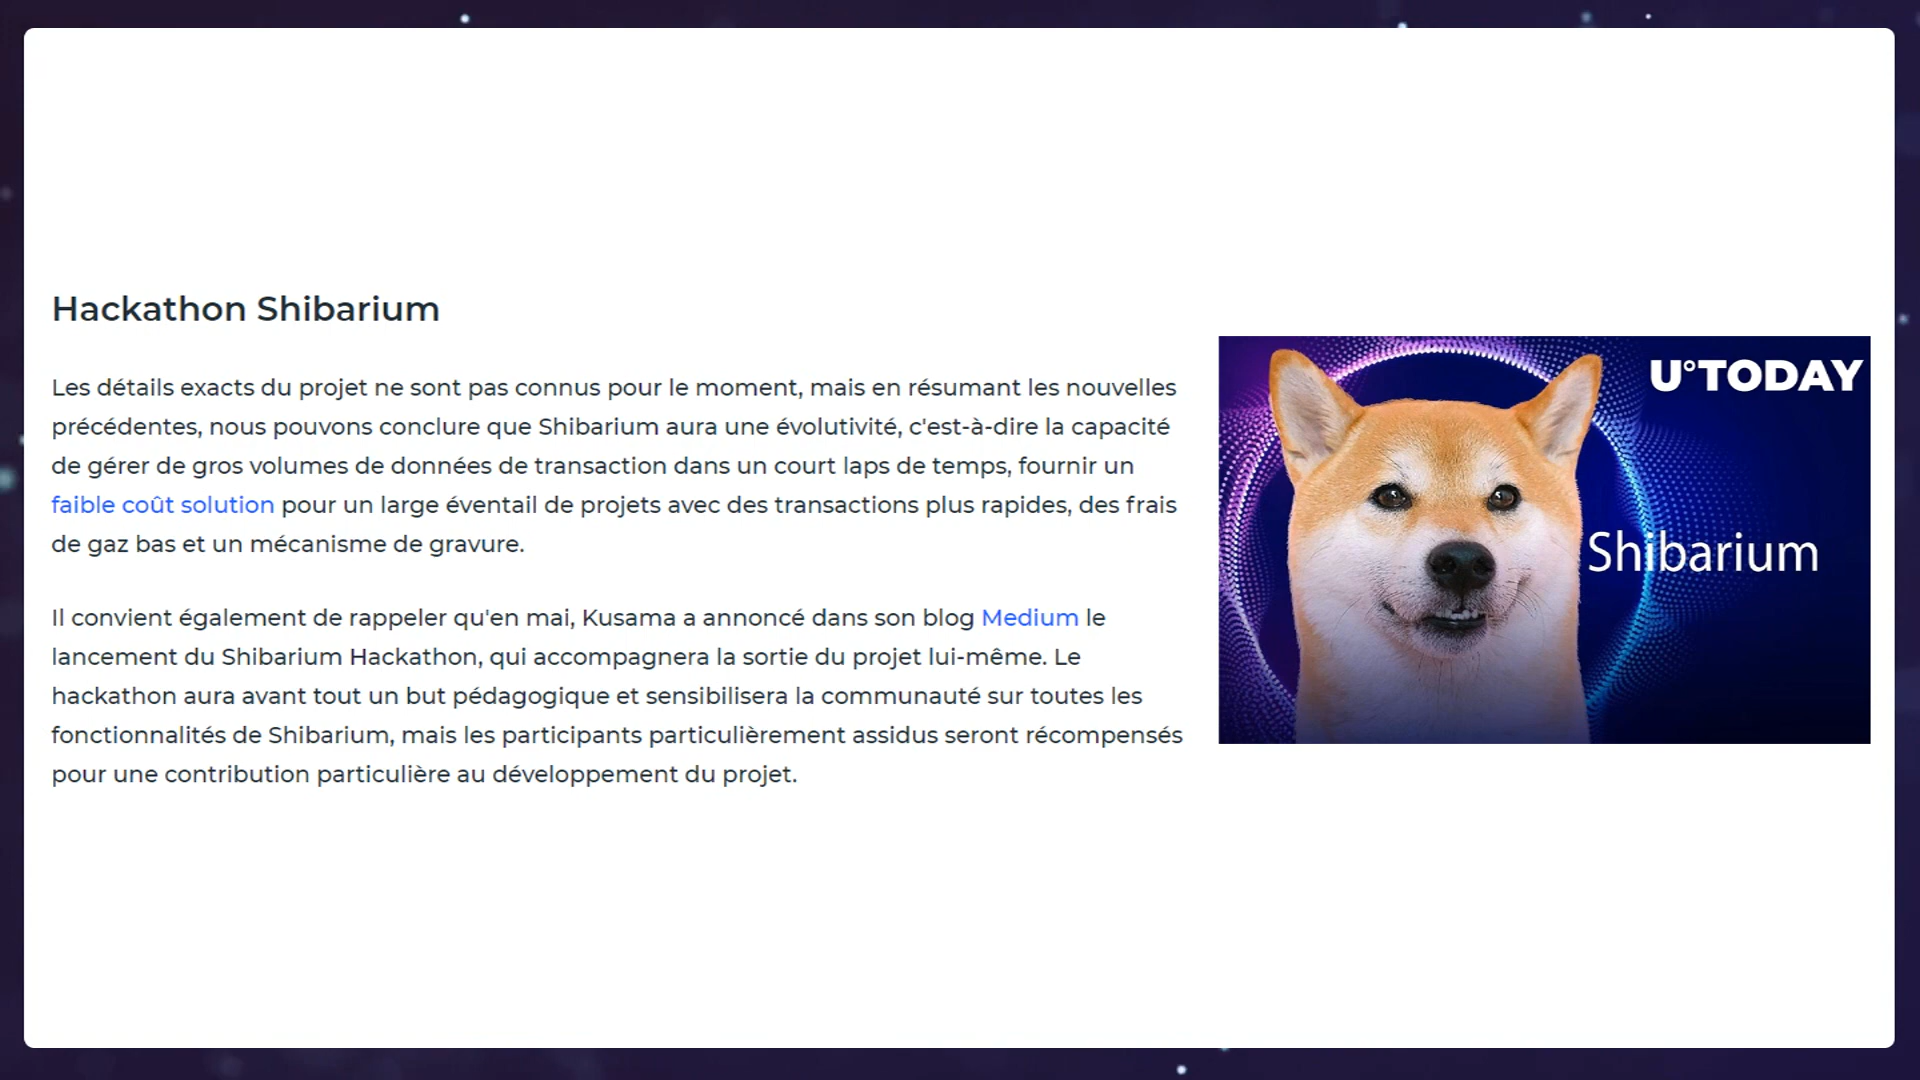 Hackathon Shibarium
Les détails exacts du projet ne sont pas connus pour le moment, mais en résumant les nouvelles
précédentes, nous pouvons conclure que Shibarium aura une évolutivité, c'est-à-dire la capacité
de gérer de gros volumes de données de transaction dans un court laps de temps, fournir un
faible coût solution pour un large éventail de projets avec des transactions plus rapides, des frais
de gaz bas et un mécanisme de gravure.
Il convient également de rappeler qu'en mai, Kusama a annoncé dans son blog Medium le
lancement du Shibarium Hackathon, qui accompagnera la sortie du projet lui-même. Le
hackathon aura avant tout un but pédagogique et sensibilisera la communauté sur toutes les
fonctionnalités de Shibarium, mais les participants particulièrement assidus seront récompensés
pour une contribution particulière au développement du projet.
U°TODAY
Shibarium